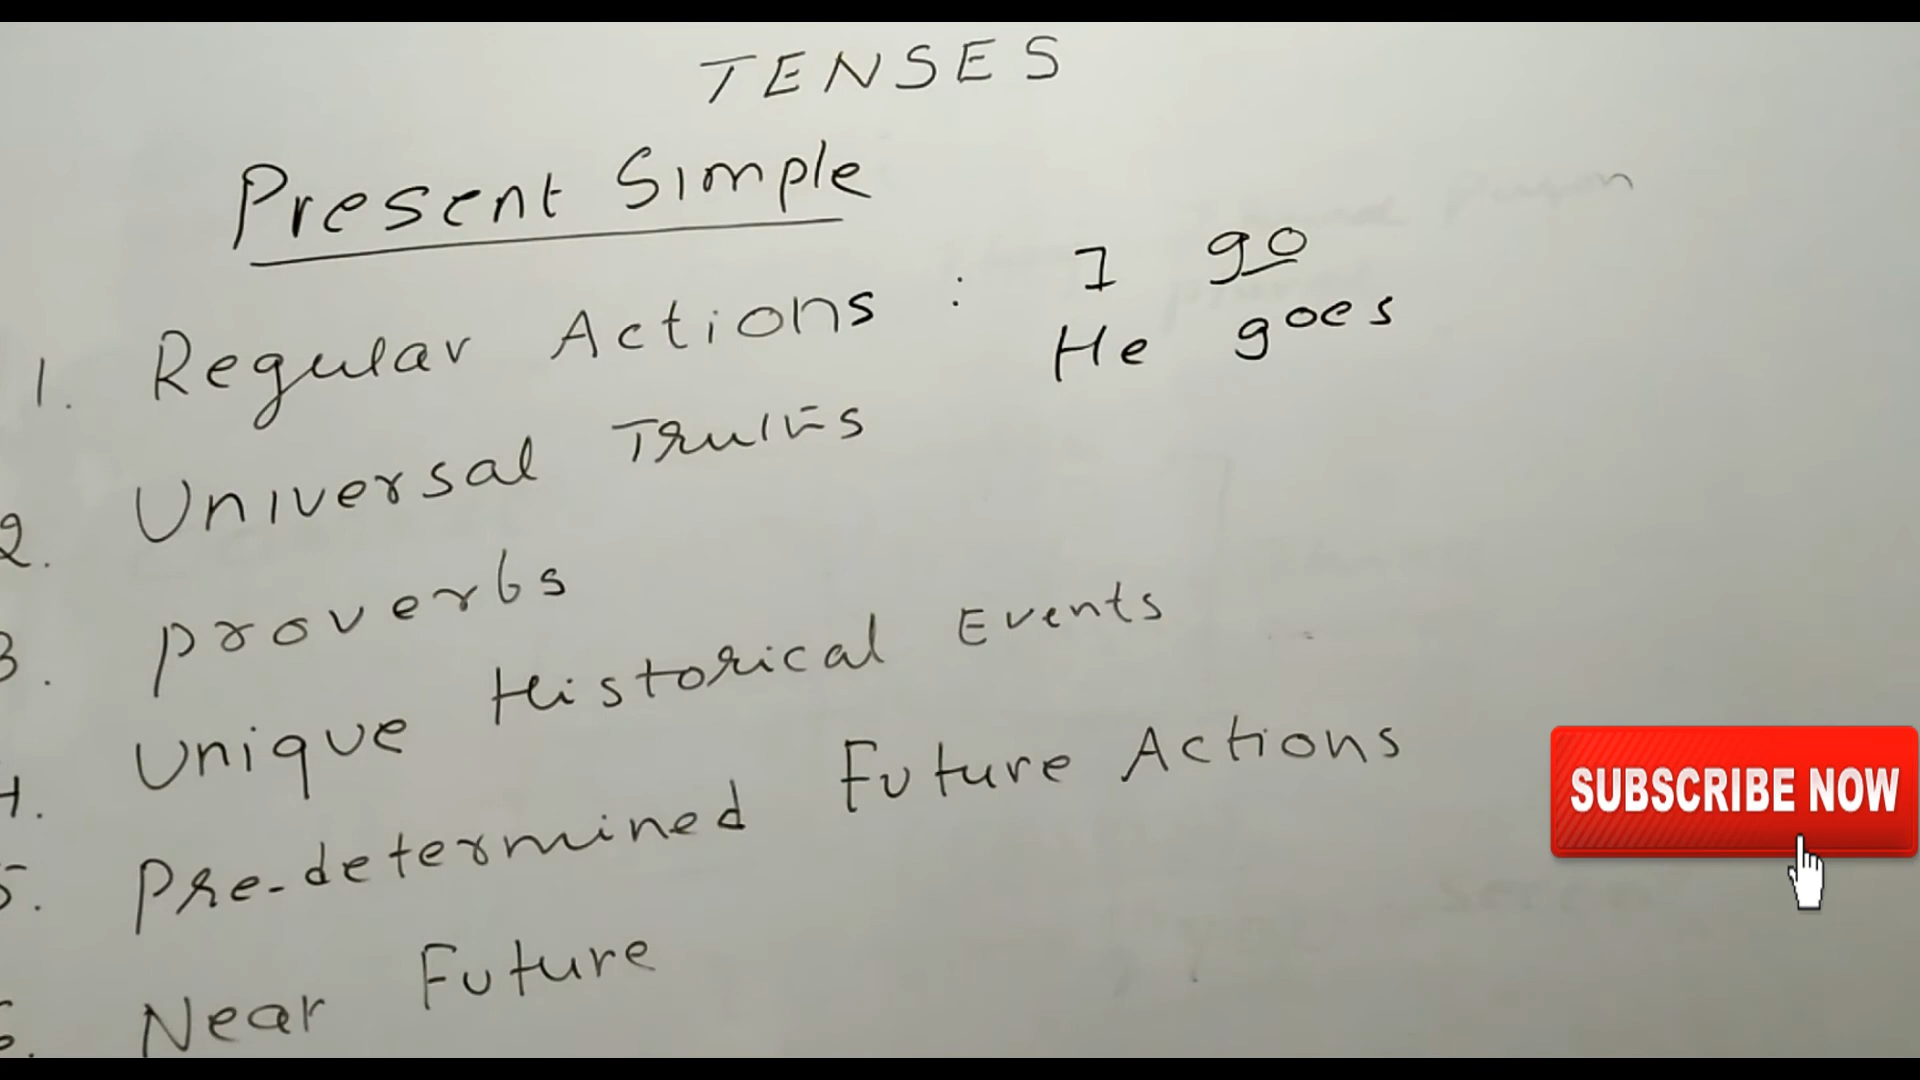 TENSES
Present Simple
1. Regular Actions : I go
He goes
2. Universal Truths
3. Proverbs
4. Unique Historical Events
5. Pre-determined Future Actions
6. Near Future
SUBSCRIBE NOW